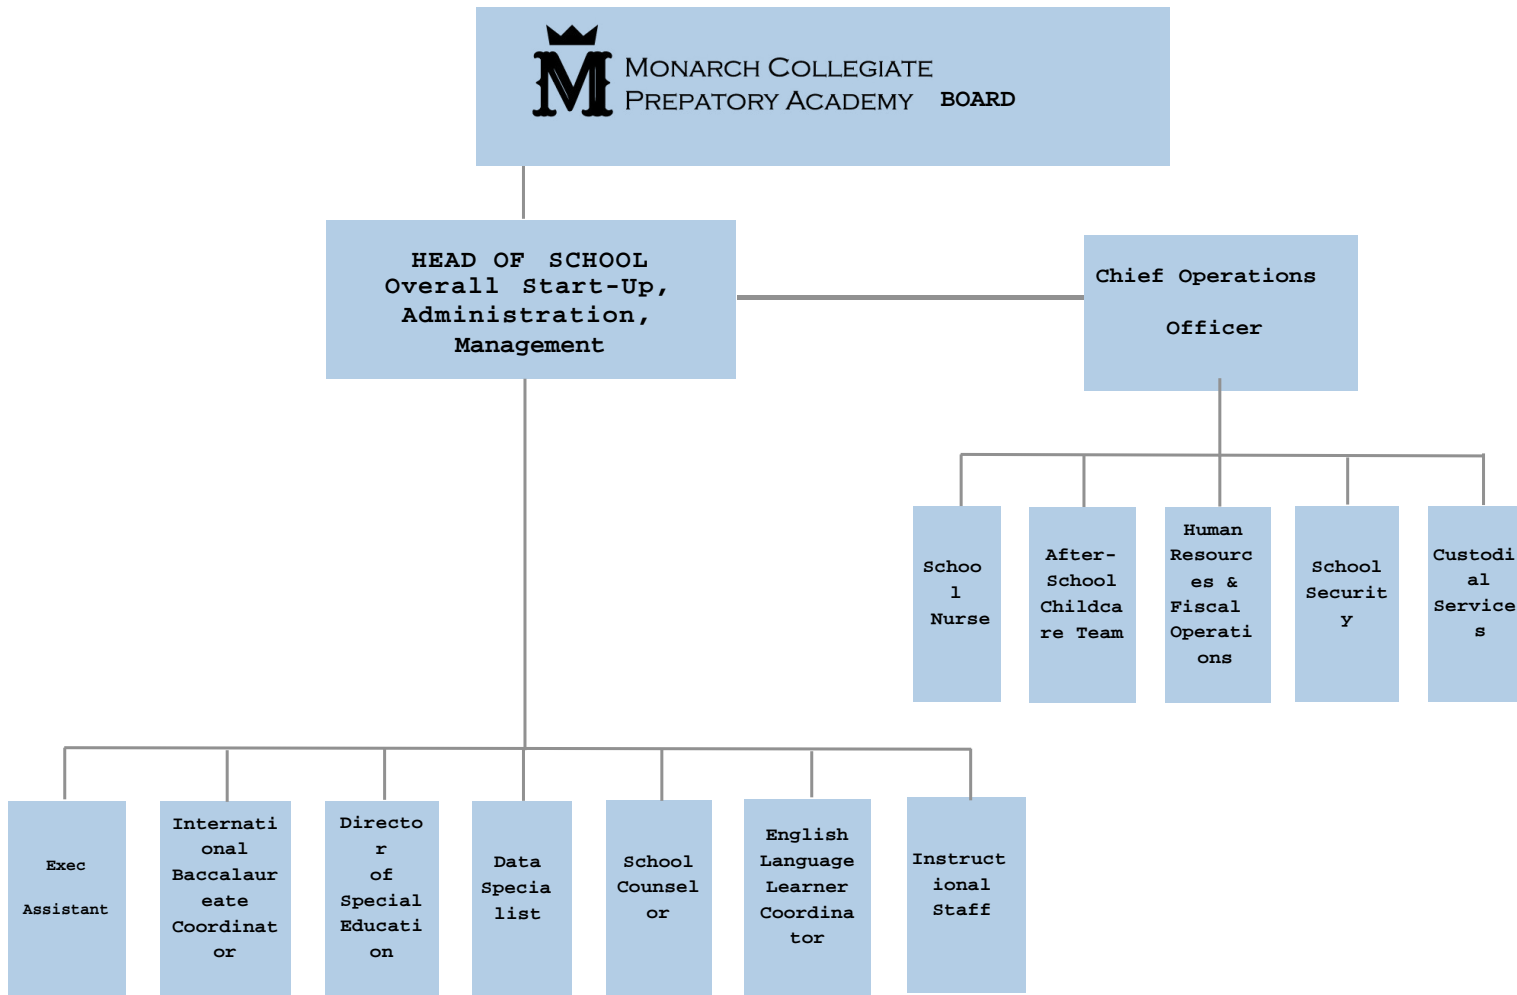 M
MONARCH COLLEGIATE
PREPATORY ACADEMY BOARD
HEAD OF SCHOOL
Overall Start-Up,
Administration,
Management
Chief Operations
Officer
Schoo
l
Nurse
After-
School
Childca
re Team
Human
Resourc
es &
Fiscal
Operati
ons
School
Securit
y
Custodi
al
Service
s
Exec
Assistant
Internati
onal
Baccalaur
eate
Coordinat
or
Directo
r
of
Special
Educati
on
Data
Specia
list
School
Counsel
or
English
Language
Learner
Coordina
tor
Instruct
ional
Staff